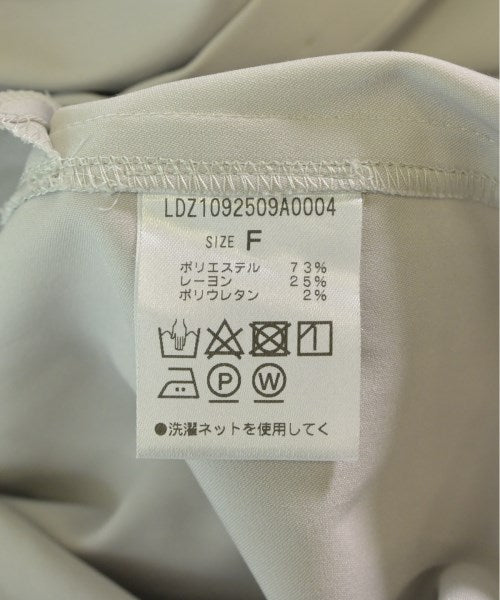 LDZ1092509A0004
SIZE F
ポリエステル 73%
レーヨン 25%
ポリウレタン 2%
P W
●洗濯ネットを使用してく